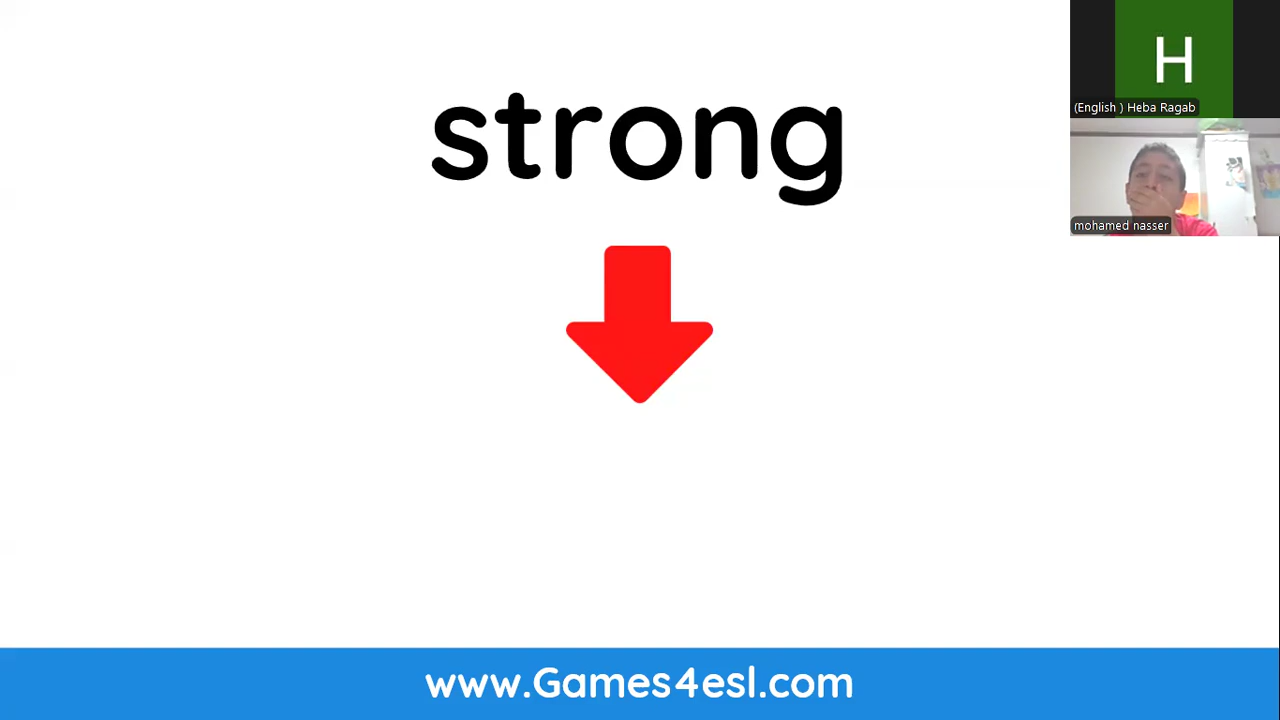 strong
H
(English ) Heba Ragab
mohamed nasser
www.Games4esl.com